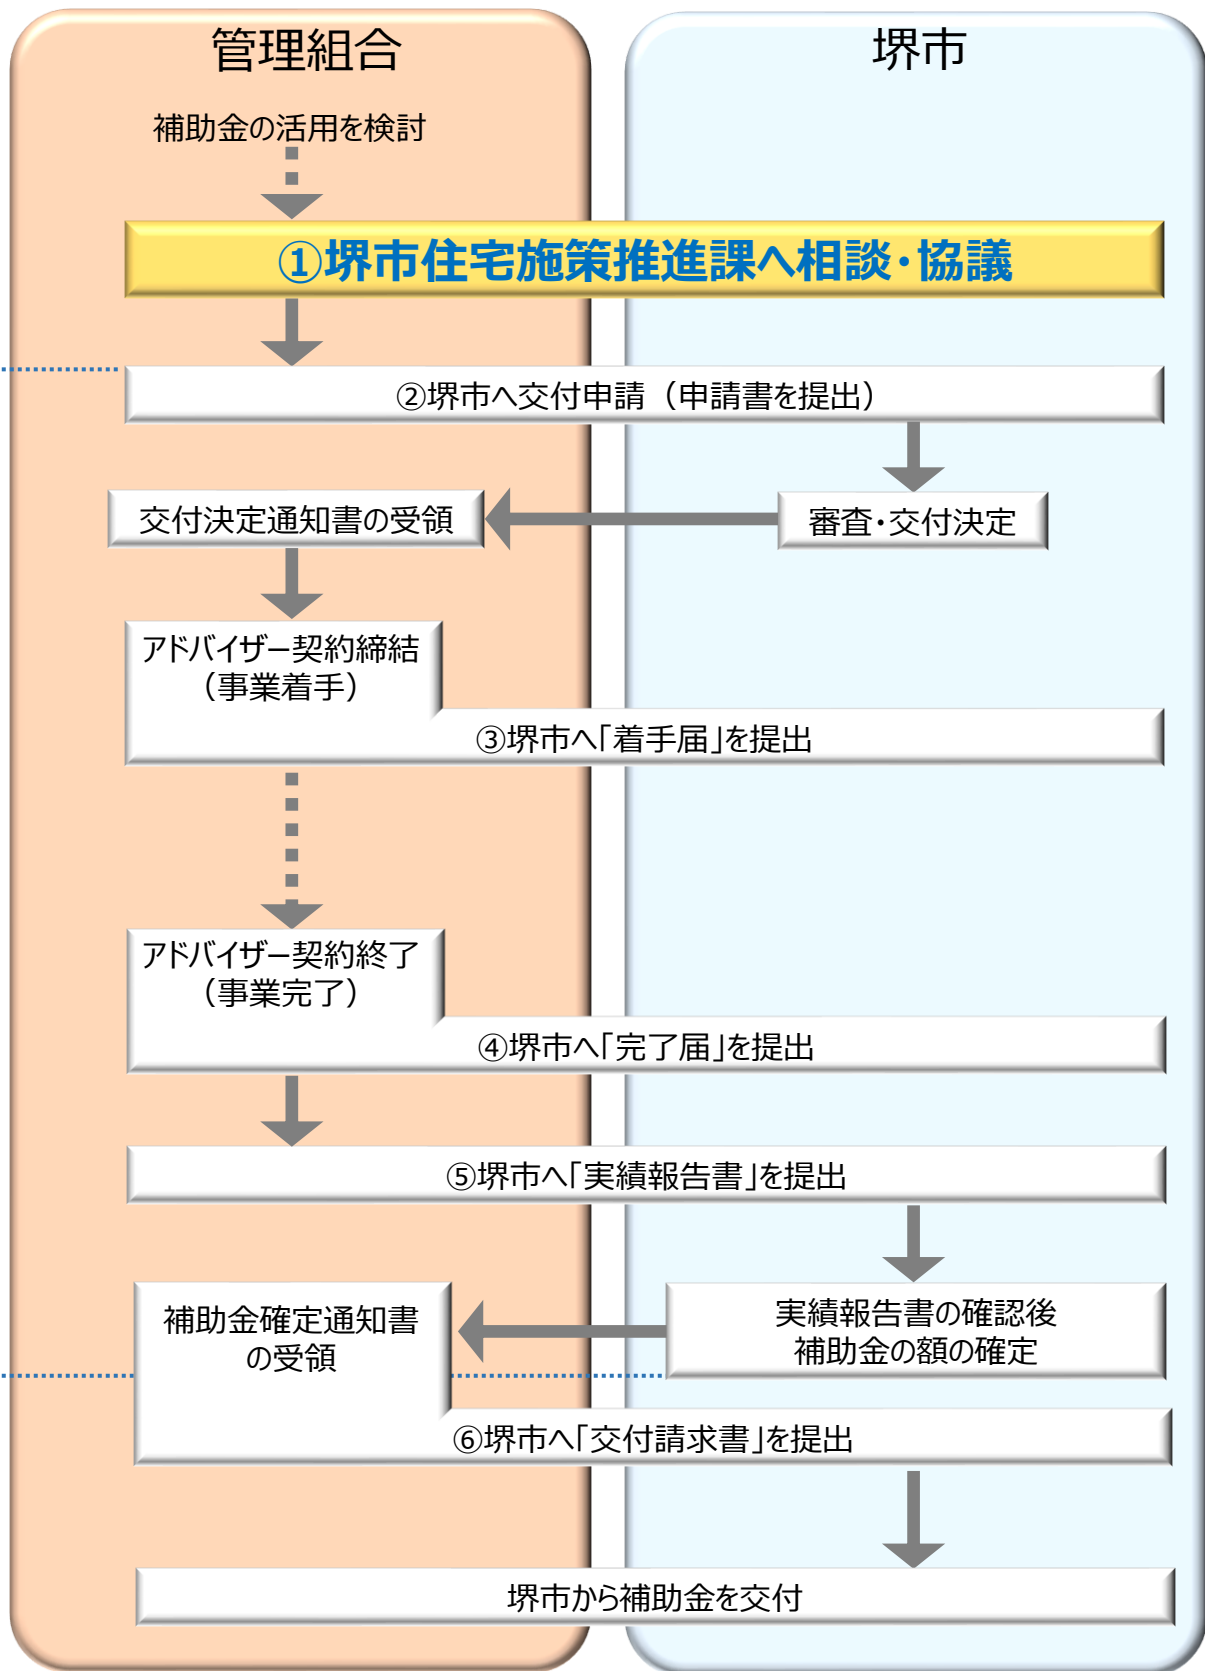 管理組合
堺市
補助金の活用を検討
①堺市住宅施策推進課へ相談・協議
②堺市へ交付申請（申請書を提出）
交付決定通知書の受領
審査・交付決定
アドバイザー契約締結
（事業着手）
③堺市へ「着手届」を提出
アドバイザー契約終了
（事業完了）
④堺市へ「完了届」を提出
⑤堺市へ「実績報告書」を提出
補助金確定通知書
の受領
実績報告書の確認後
補助金の額の確定
⑥堺市へ「交付請求書」を提出
堺市から補助金を交付